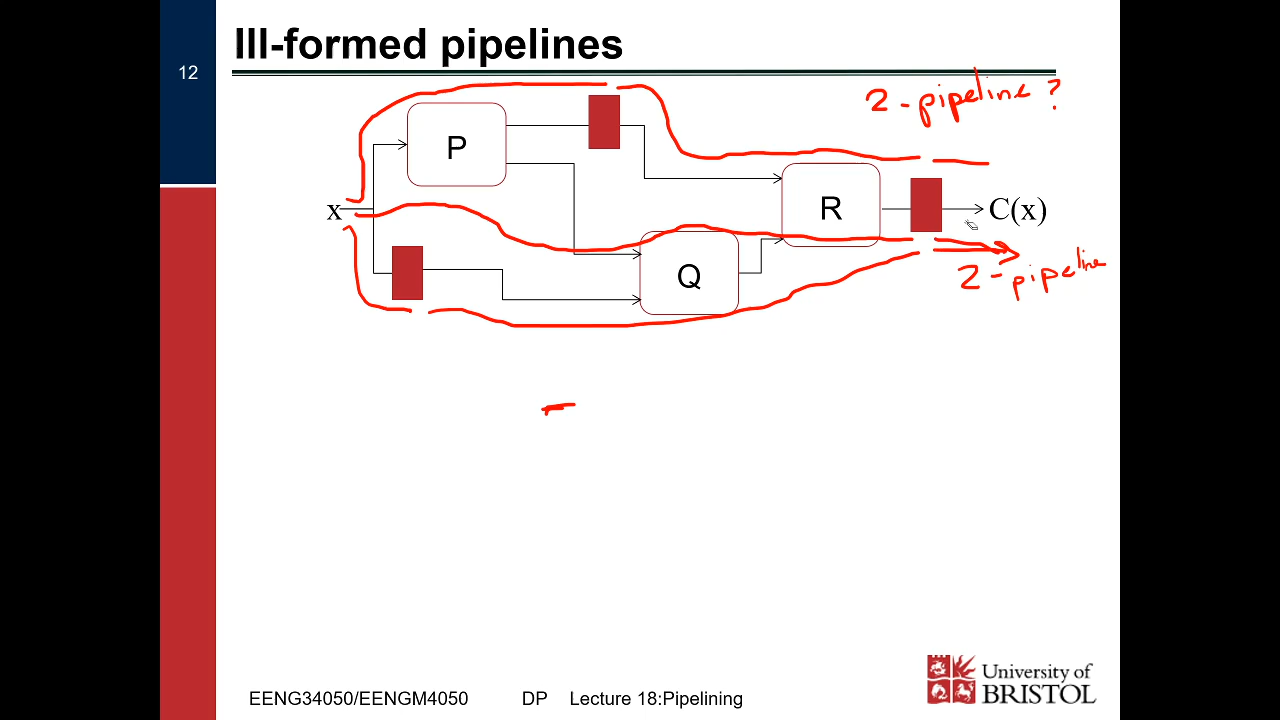 Ill-formed pipelines
12
2-pipeline?
P
x
R
C(x)
Q
2-pipeline
EENG34050/EENGM4050 DP Lecture 18:Pipelining
University of
BRISTOL